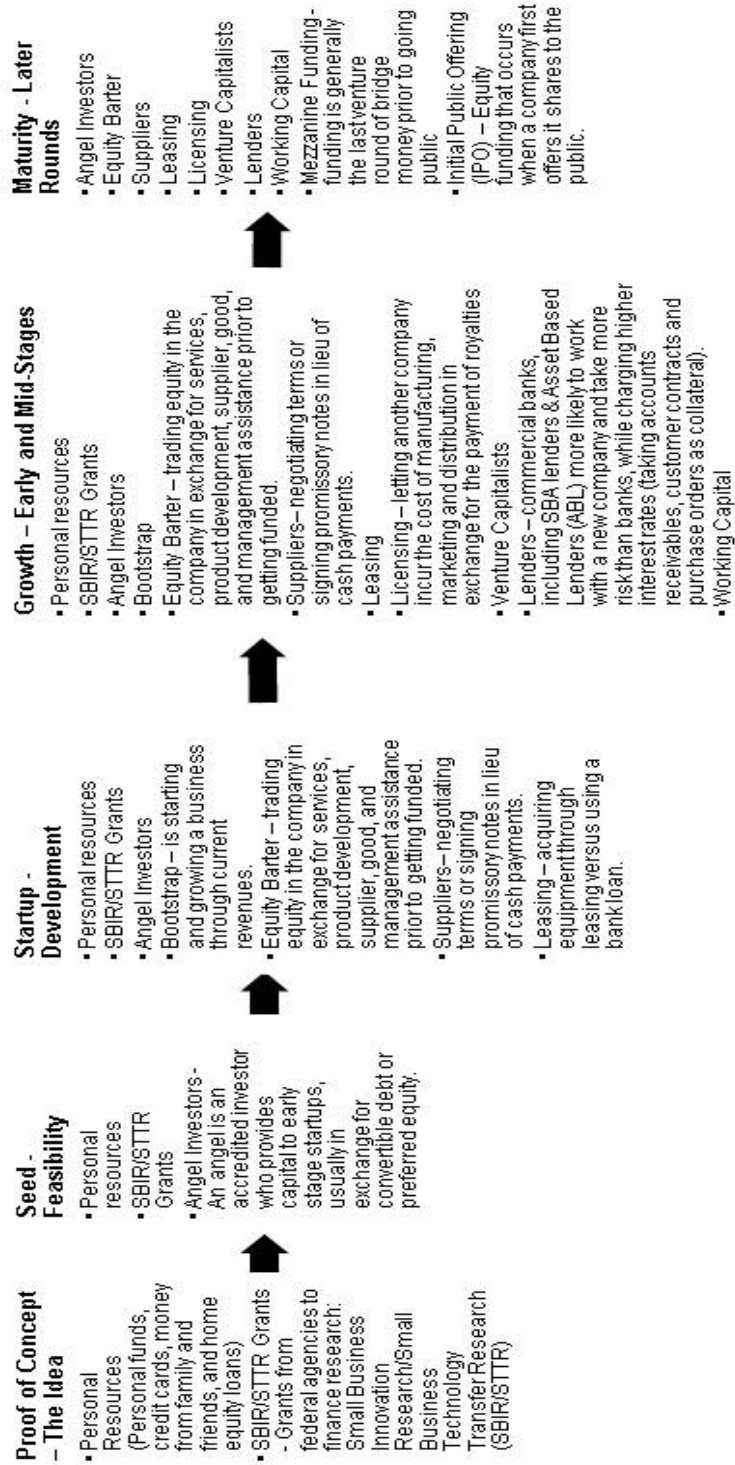 Proof of Concept
– The Idea
▪ Personal
Resources
(Personal funds,
credit cards, money
from family and
friends, and home
equity loans)
▪ SBIR/STTR Grants
- Grants from
federal agencies to
finance research:
Small Business
Innovation
Research/Small
Business
Technology
Transfer Research
(SBIR/STTR)
Seed -
Feasibility
▪ Personal
resources
▪ SBIR/STTR
Grants
▪ Angel Investors -
An angel is an
accredited investor
who provides
capital to early
stage startups,
usually in
exchange for
convertible debt or
preferred equity.
Startup -
Development
▪ Personal resources
▪ SBIR/STTR Grants
▪ Angel Investors
▪ Bootstrap – is starting
and growing a business
through current
revenues.
▪ Equity Barter – trading
equity in the company in
exchange for services,
product development,
supplier, good, and
management assistance
prior to getting funded.
▪ Suppliers – negotiating
terms or signing
promissory notes in lieu
of cash payments.
▪ Leasing – acquiring
equipment through
leasing versus using a
bank loan.
Growth – Early and Mid-Stages
▪ Personal resources
▪ SBIR/STTR Grants
▪ Angel Investors
▪ Bootstrap
▪ Equity Barter – trading equity in the
company in exchange for services,
product development, supplier, good,
and management assistance prior to
getting funded.
▪ Suppliers – negotiating terms or
signing promissory notes in lieu of
cash payments.
▪ Leasing
▪ Licensing – letting another company
incur the cost of manufacturing,
marketing and distribution in
exchange for the payment of royalties
▪ Venture Capitalists
▪ Lenders – commercial banks,
including SBA lenders & Asset Based
Lenders (ABL) more likely to work
with a new company and take more
risk than banks, while charging higher
interest rates (taking accounts
receivables, customer contracts and
purchase orders as collateral).
▪ Working Capital
Maturity - Later
Rounds
▪ Angel Investors
▪ Equity Barter
▪ Suppliers
▪ Leasing
▪ Licensing
▪ Venture Capitalists
▪ Lenders
▪ Working Capital
▪ Mezzanine Funding -
funding is generally
the last venture
round of bridge
money prior to going
public
▪ Initial Public Offering
(IPO) – Equity
funding that occurs
when a company first
offers it shares to the
public.